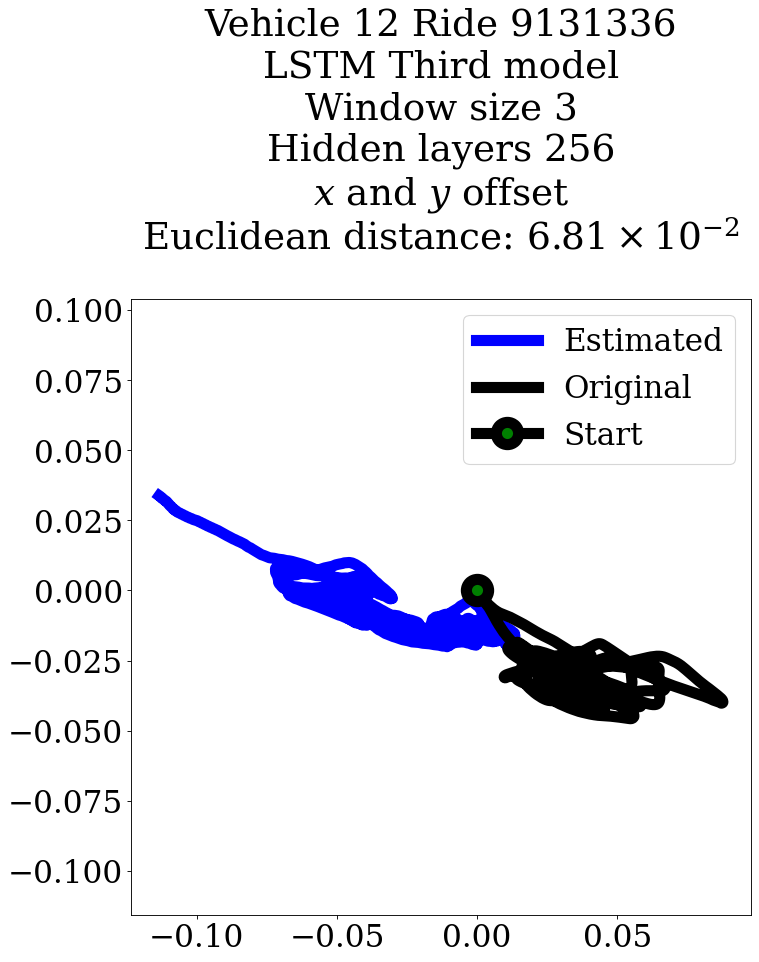 Vehicle 12 Ride 9131336
LSTM Third model
Window size 3
Hidden layers 256
x and y offset
Euclidean distance: 6.81 × 10⁻²
Estimated
Original
Start
0.100
0.075
0.050
0.025
0.000
−0.025
−0.050
−0.075
−0.100
−0.10 −0.05 0.00 0.05